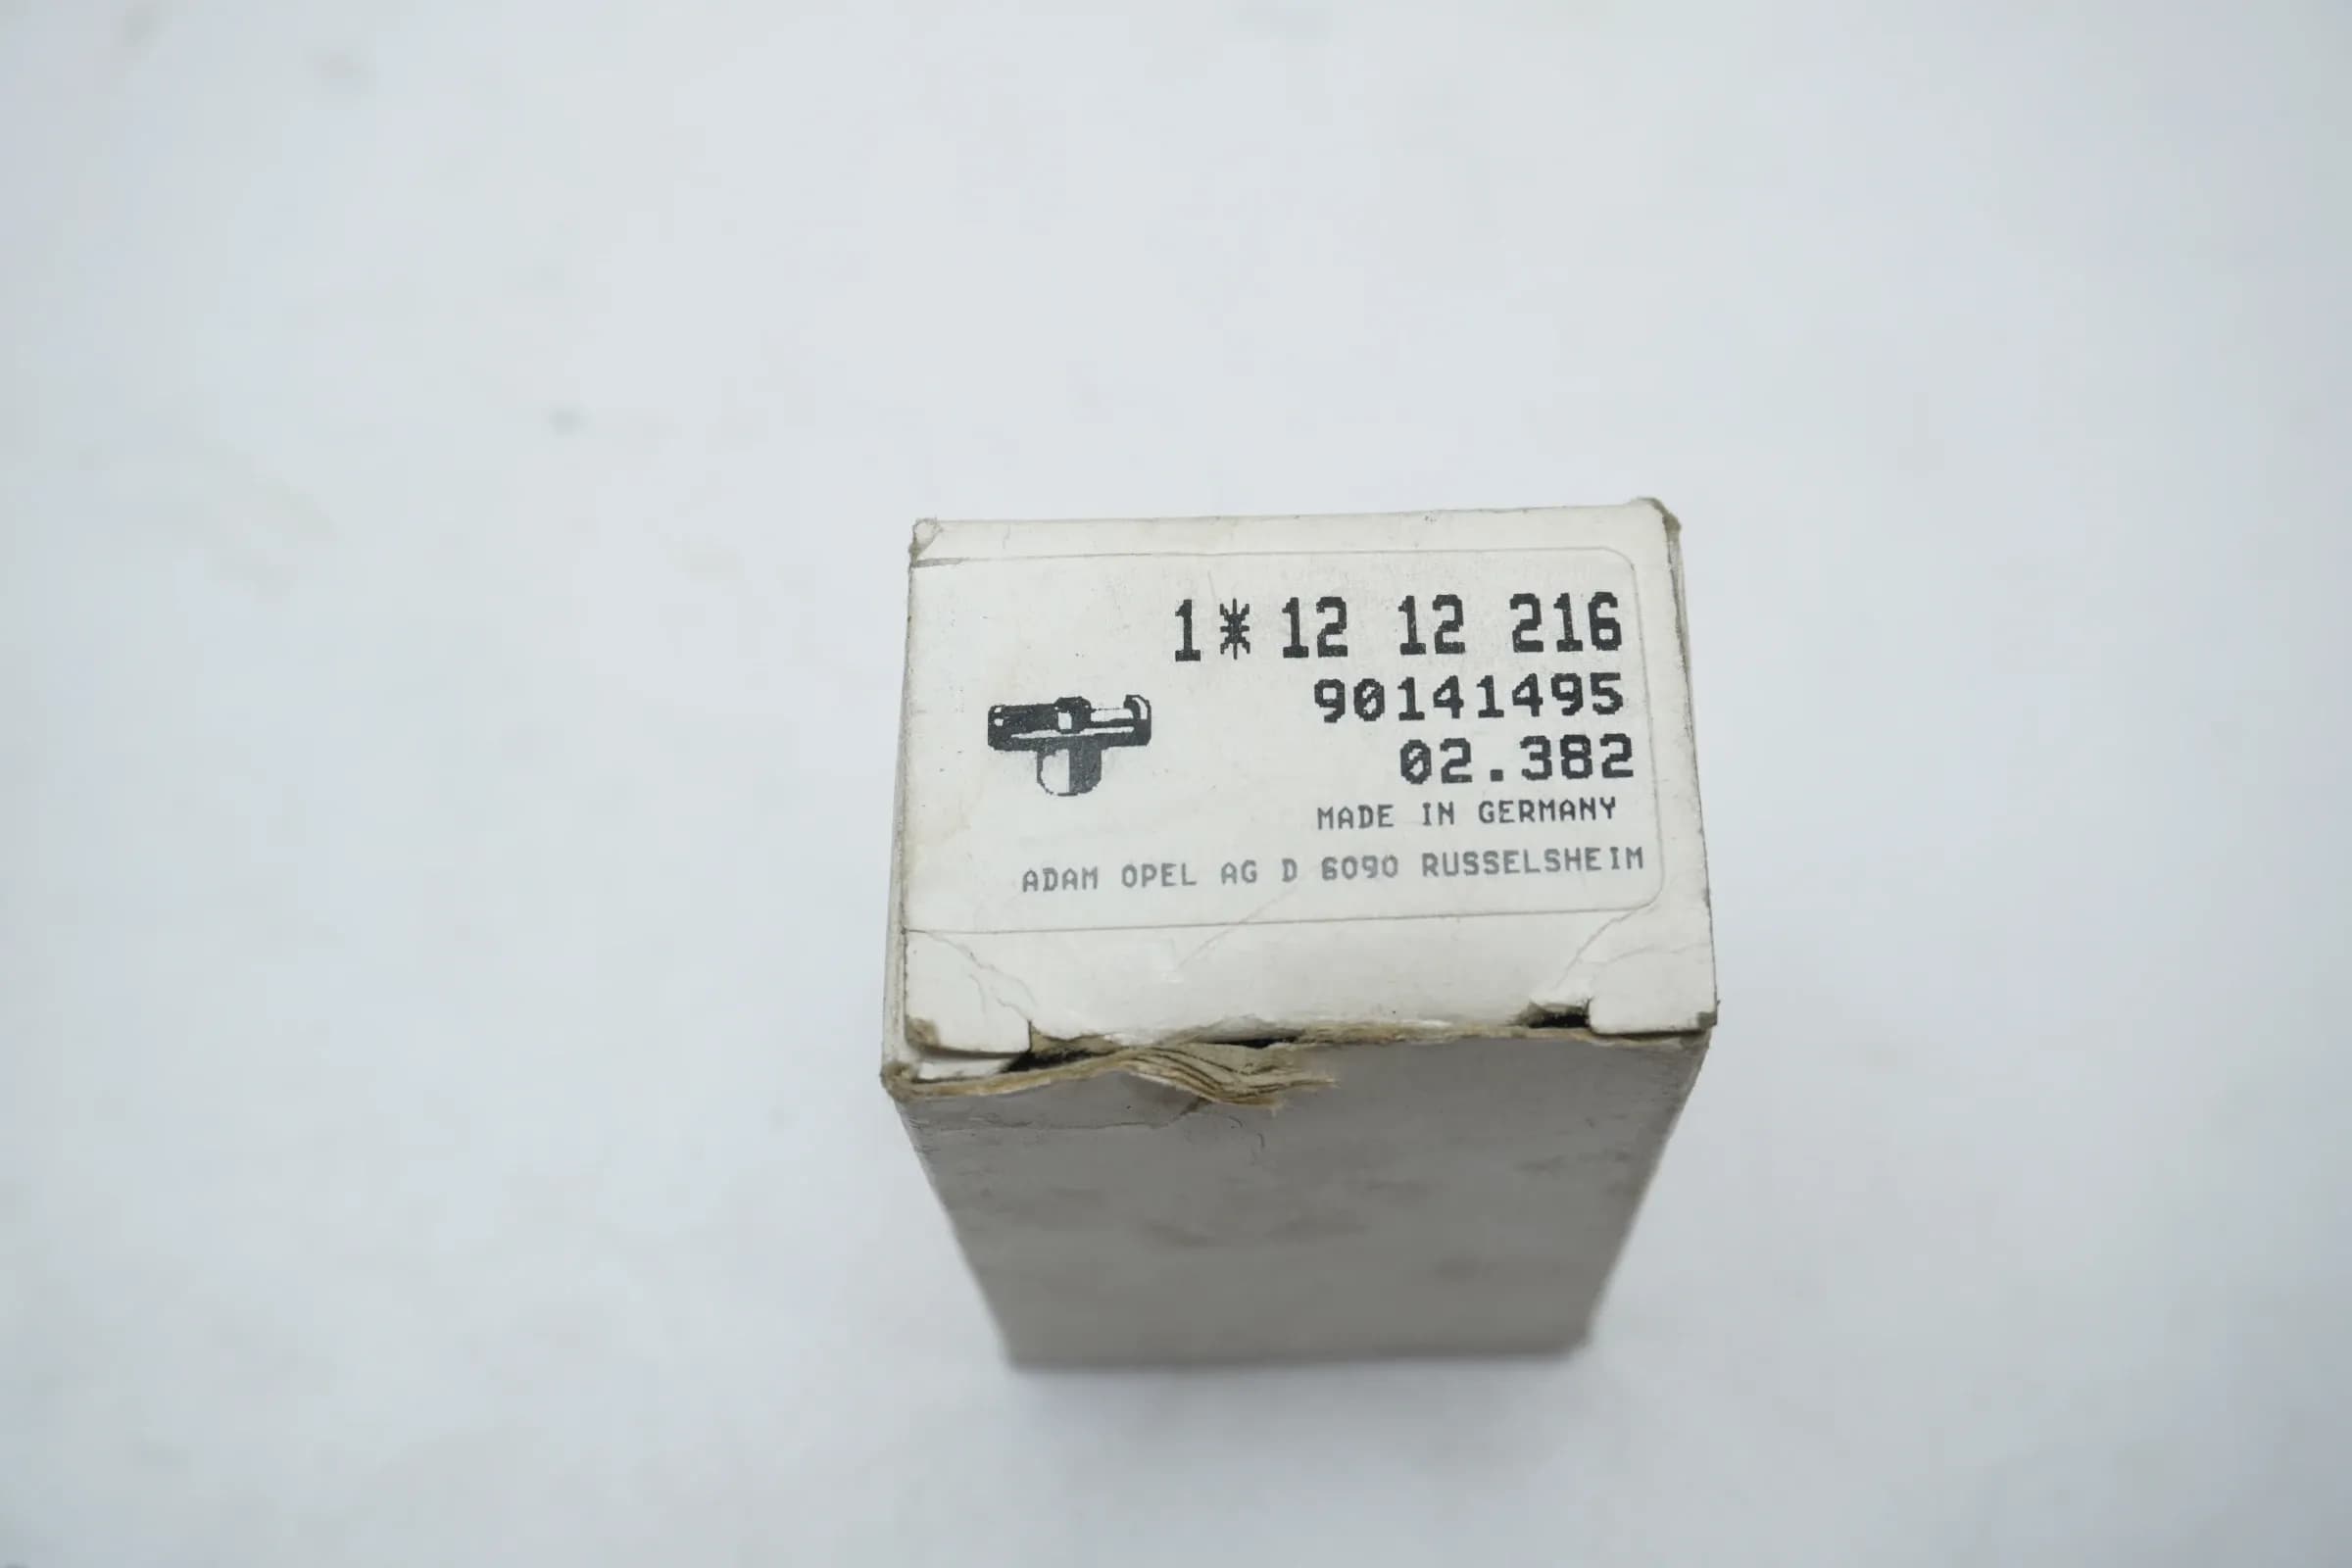 1* 12 12 216
90141495
02.382
MADE IN GERMANY
ADAM OPEL AG D 6090 RUSSELSHEIM